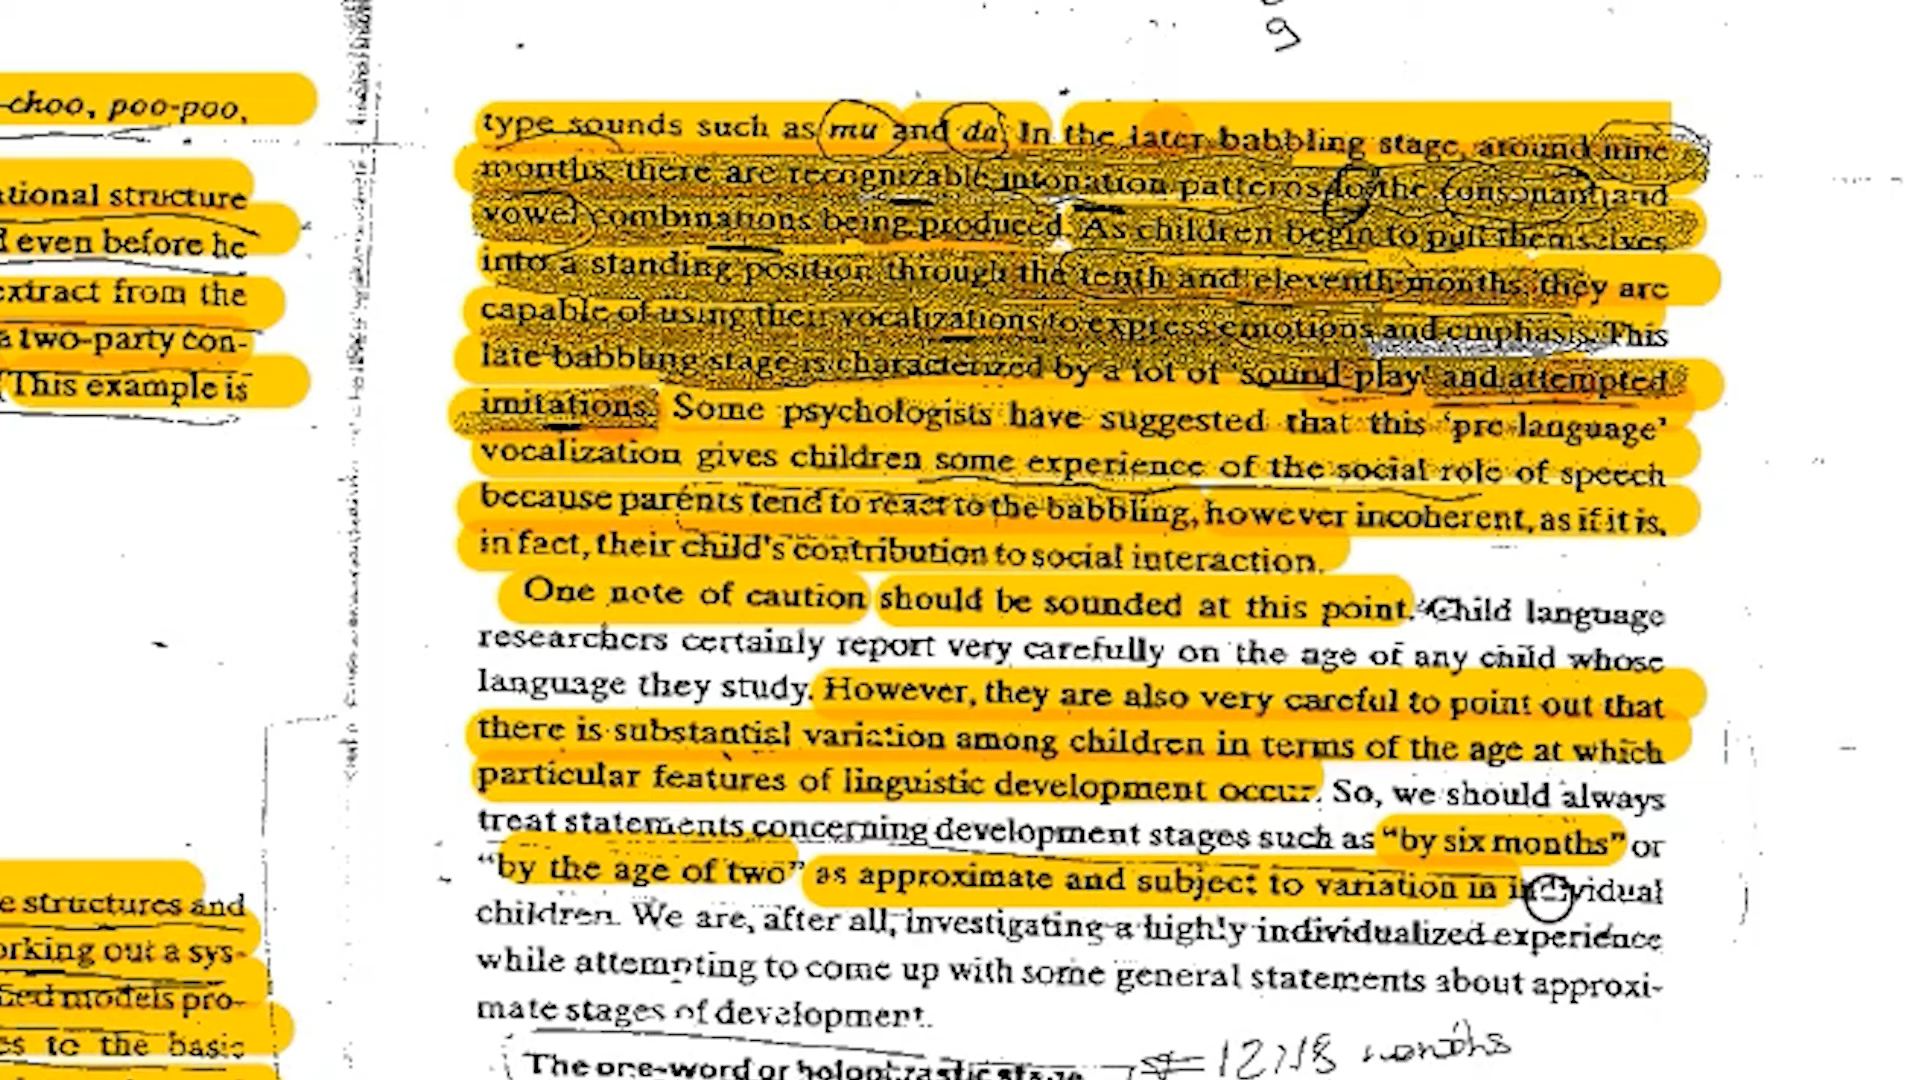 -choo, poo-poo,
ational structure
d even before he
extract from the
a two-party con-
This example is
e structures and
orking out a sys-
ied models pro-
es to the basic
9
type sounds such as mu and da. In the later babbling stage, around nine
months, there are recognizable intonation patterns to the consonant and
vowel combinations being produced. As children begin to pull themselves
into a standing position through the tenth and eleventh months, they are
capable of using their vocalizations to express emotions and emphasis. This
late babbling stage is characterized by a lot of 'sound play' and attempted
imitations. Some psychologists have suggested that this 'pre-language'
vocalization gives children some experience of the social role of speech
because parents tend to react to the babbling, however incoherent, as if it is,
in fact, their child's contribution to social interaction.
One note of caution should be sounded at this point. Child language
researchers certainly report very carefully on the age of any child whose
language they study. However, they are also very careful to point out that
there is substantial variation among children in terms of the age at which
particular features of linguistic development occur. So, we should always
treat statements concerning development stages such as “by six months” or
“by the age of two” as approximate and subject to variation in individual
children. We are, after all, investigating a highly individualized experience
while attempting to come up with some general statements about approxi-
mate stages of development.
The one-word or holophrastic stage
12-18 months